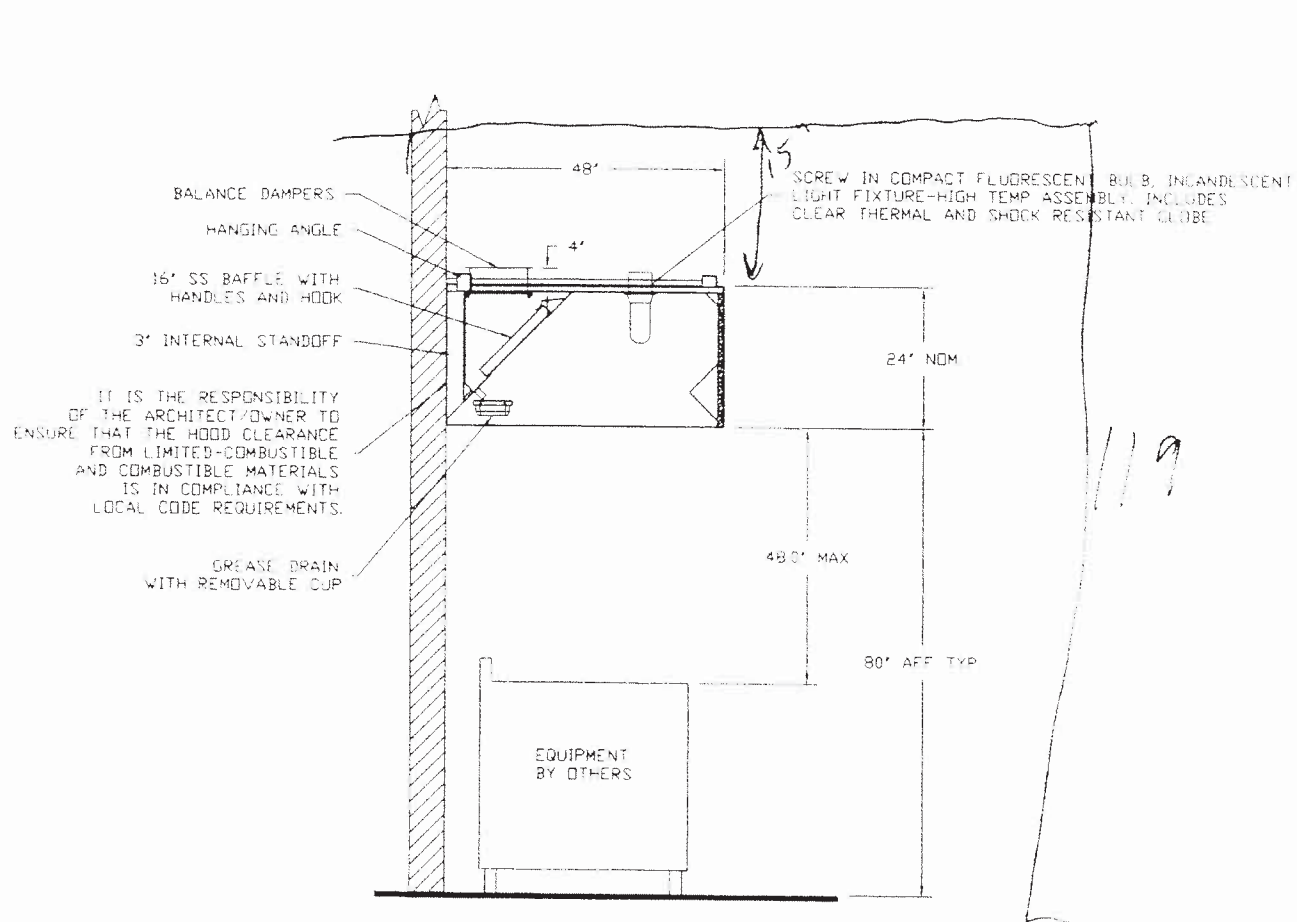 48"
15
BALANCE DAMPERS
SCREW IN COMPACT FLUORESCENT BULB, INCANDESCENT
LIGHT FIXTURE-HIGH TEMP ASSEMBLY, INCLUDES
CLEAR THERMAL AND SHOCK RESISTANT GLOBE
HANGING ANGLE
4"
16" SS BAFFLE WITH
HANDLES AND HOOK
3" INTERNAL STANDOFF
24" NOM
IT IS THE RESPONSIBILITY
OF THE ARCHITECT/OWNER TO
ENSURE THAT THE HOOD CLEARANCE
FROM LIMITED-COMBUSTIBLE
AND COMBUSTIBLE MATERIALS
IS IN COMPLIANCE WITH
LOCAL CODE REQUIREMENTS.
119
48.0" MAX
GREASE DRAIN
WITH REMOVABLE CUP
80" AFF TYP
EQUIPMENT
BY OTHERS